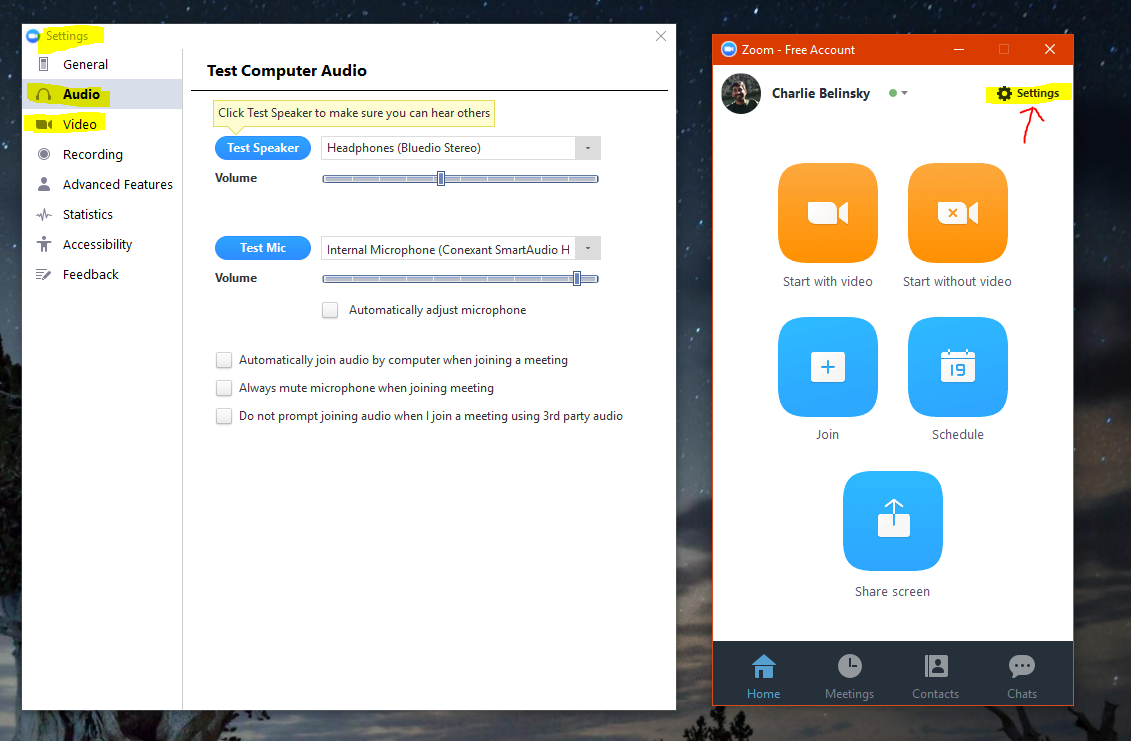 Settings
General
Audio
Video
Recording
Advanced Features
Statistics
Accessibility
Feedback
Test Computer Audio
Click Test Speaker to make sure you can hear others
Test Speaker
Headphones (Bluedio Stereo)
Volume
Test Mic
Internal Microphone (Conexant SmartAudio H
Volume
Automatically adjust microphone
Automatically join audio by computer when joining a meeting
Always mute microphone when joining meeting
Do not prompt joining audio when I join a meeting using 3rd party audio
Zoom - Free Account
Charlie Belinsky
Settings
Start with video
Start without video
Join
19
Schedule
Share screen
Home
Meetings
Contacts
Chats